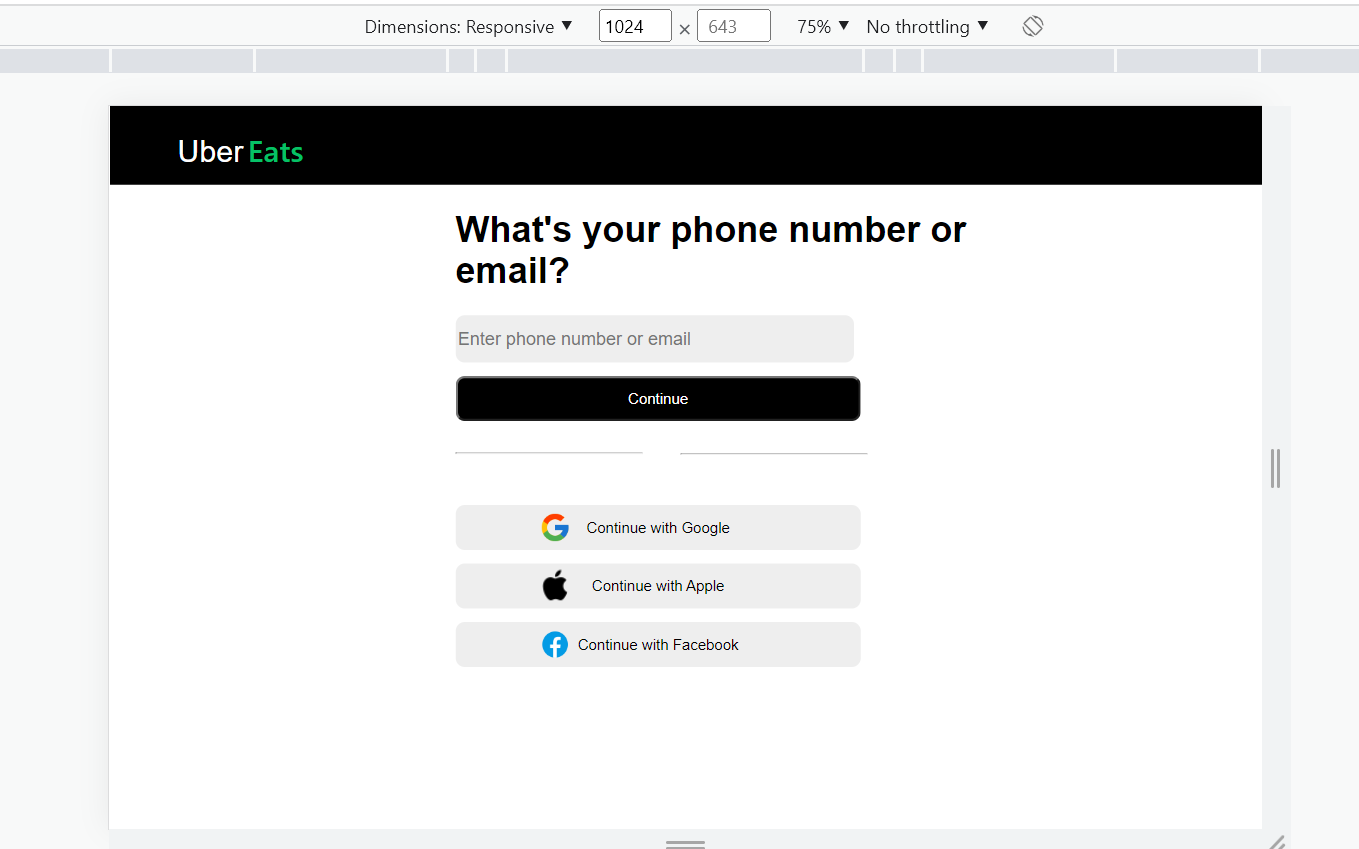 Dimensions: Responsive ▼ 1024 × 643 75% ▼ No throttling ▼
Uber Eats
What's your phone number or
email?
Enter phone number or email
Continue
Continue with Google
Continue with Apple
Continue with Facebook